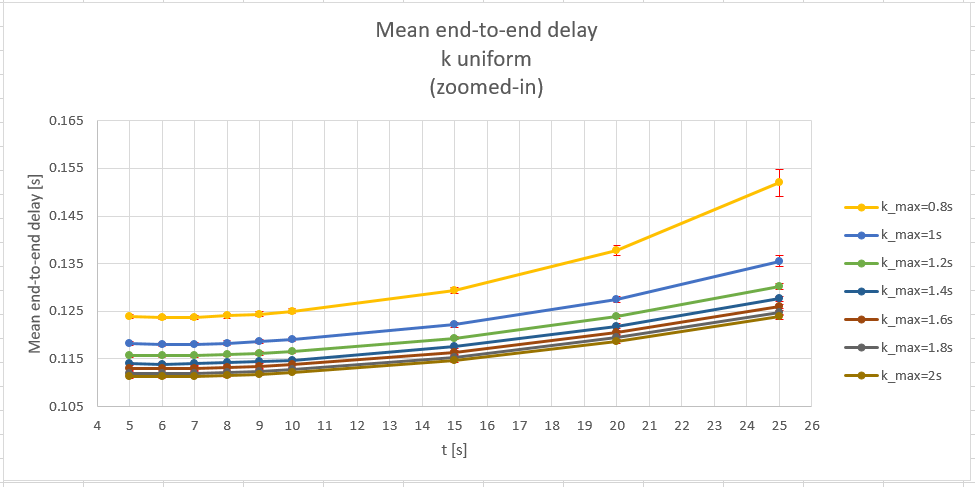 Mean end-to-end delay
k uniform
(zoomed-in)
Mean end-to-end delay [s]
0.165
0.155
0.145
0.135
0.125
0.115
0.105
4 5 6 7 8 9 10 11 12 13 14 15 16 17 18 19 20 21 22 23 24 25 26
t [s]
k_max=0.8s
k_max=1s
k_max=1.2s
k_max=1.4s
k_max=1.6s
k_max=1.8s
k_max=2s